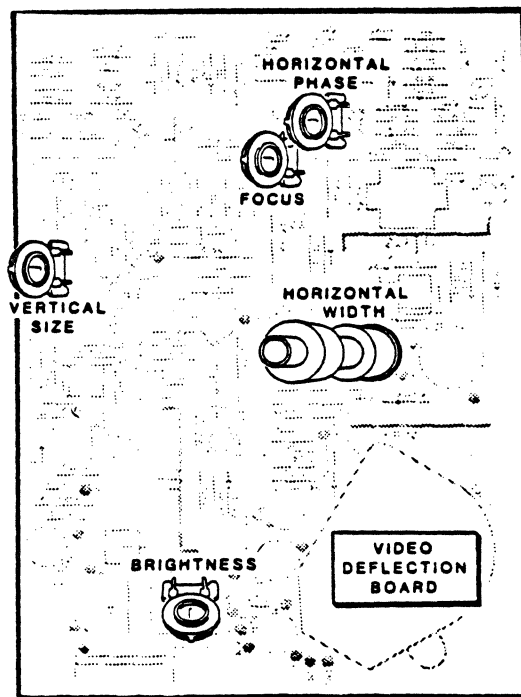 HORIZONTAL
PHASE
FOCUS
VERTICAL
SIZE
HORIZONTAL
WIDTH
BRIGHTNESS
VIDEO
DEFLECTION
BOARD